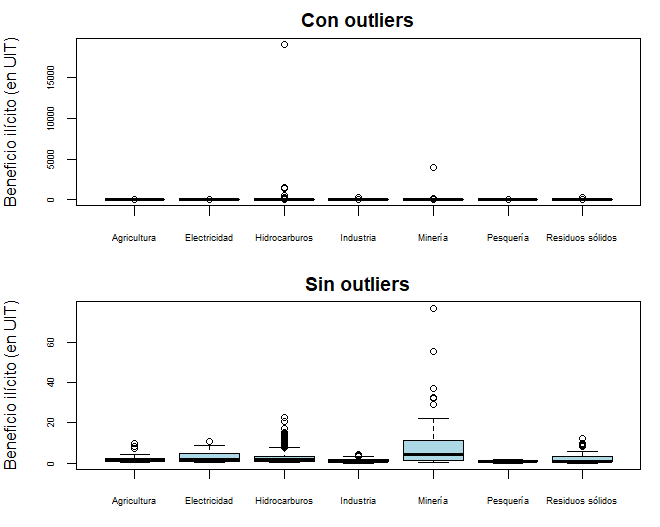 Con outliers
Beneficio ilícito (en UIT)
15000
10000
5000
0
Agricultura Electricidad Hidrocarburos Industria Minería Pesquería Residuos sólidos
Sin outliers
Beneficio ilícito (en UIT)
60
40
20
0
Agricultura Electricidad Hidrocarburos Industria Minería Pesquería Residuos sólidos